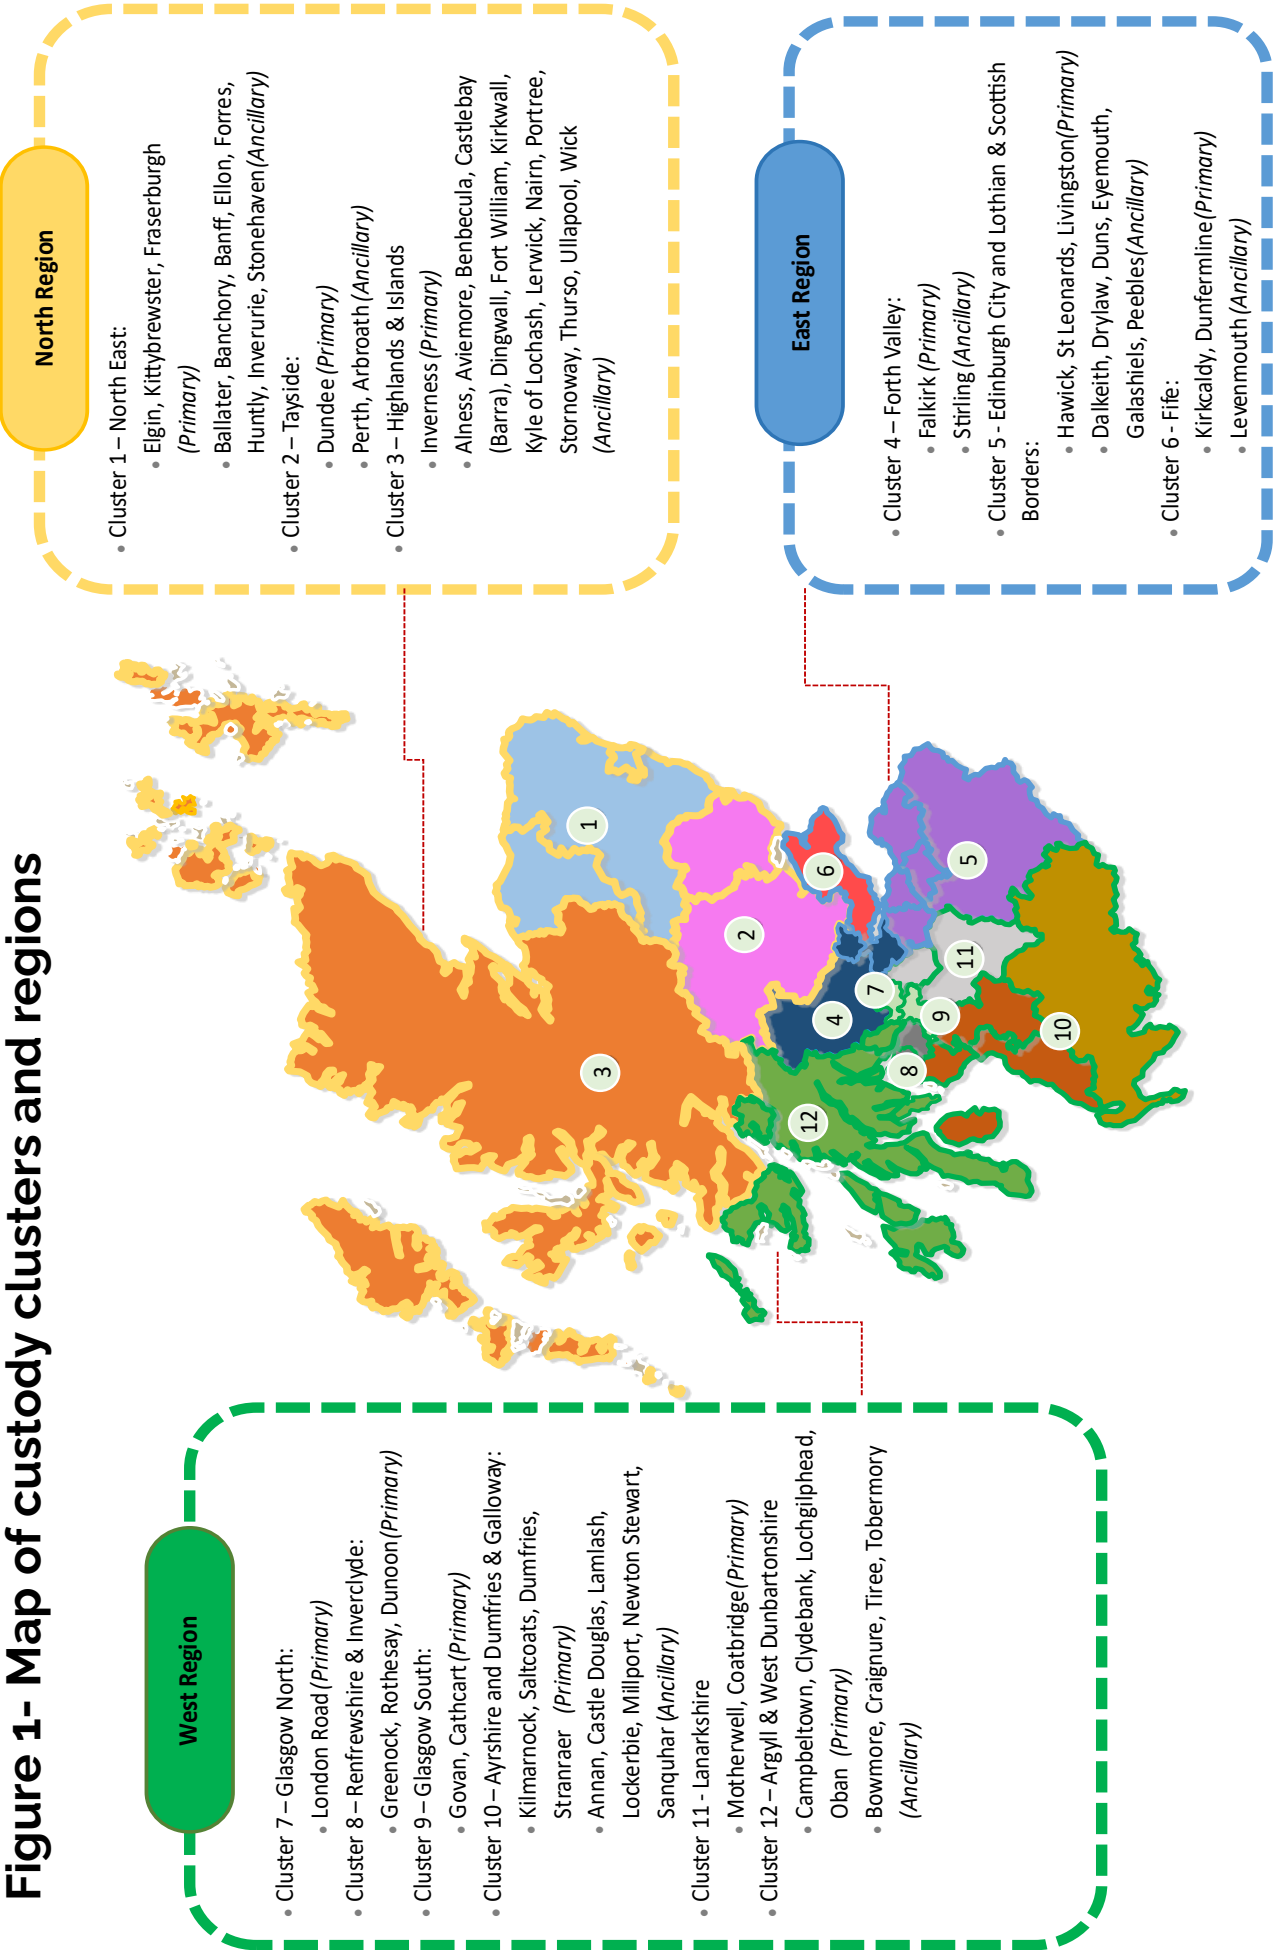 Figure 1- Map of custody clusters and regions
West Region
• Cluster 7 – Glasgow North:
• London Road (Primary)
• Cluster 8 – Renfrewshire & Inverclyde:
• Greenock, Rothesay, Dunoon (Primary)
• Cluster 9 – Glasgow South:
• Govan, Cathcart (Primary)
• Cluster 10 – Ayrshire and Dumfries & Galloway:
• Kilmarnock, Saltcoats, Dumfries,
Stranraer (Primary)
• Annan, Castle Douglas, Lamlash,
Lockerbie, Millport, Newton Stewart,
Sanquhar (Ancillary)
• Cluster 11 - Lanarkshire
• Motherwell, Coatbridge (Primary)
• Cluster 12 – Argyll & West Dunbartonshire
• Campbeltown, Clydebank, Lochgilphead,
Oban (Primary)
• Bowmore, Craignure, Tiree, Tobermory
(Ancillary)
3
12
8
10
4
9
7
11
2
6
5
1
North Region
• Cluster 1 – North East:
• Elgin, Kittybrewster, Fraserburgh
(Primary)
• Ballater, Banchory, Banff, Ellon, Forres,
Huntly, Inverurie, Stonehaven (Ancillary)
• Cluster 2 – Tayside:
• Dundee (Primary)
• Perth, Arbroath (Ancillary)
• Cluster 3 – Highlands & Islands
• Inverness (Primary)
• Alness, Aviemore, Benbecula, Castlebay
(Barra), Dingwall, Fort William, Kirkwall,
Kyle of Lochash, Lerwick, Nairn, Portree,
Stornoway, Thurso, Ullapool, Wick
(Ancillary)
East Region
• Cluster 4 – Forth Valley:
• Falkirk (Primary)
• Stirling (Ancillary)
• Cluster 5 - Edinburgh City and Lothian & Scottish
Borders:
• Hawick, St Leonards, Livingston (Primary)
• Dalkeith, Drylaw, Duns, Eyemouth,
Galashiels, Peebles (Ancillary)
• Cluster 6 - Fife:
• Kirkcaldy, Dunfermline (Primary)
• Levenmouth (Ancillary)